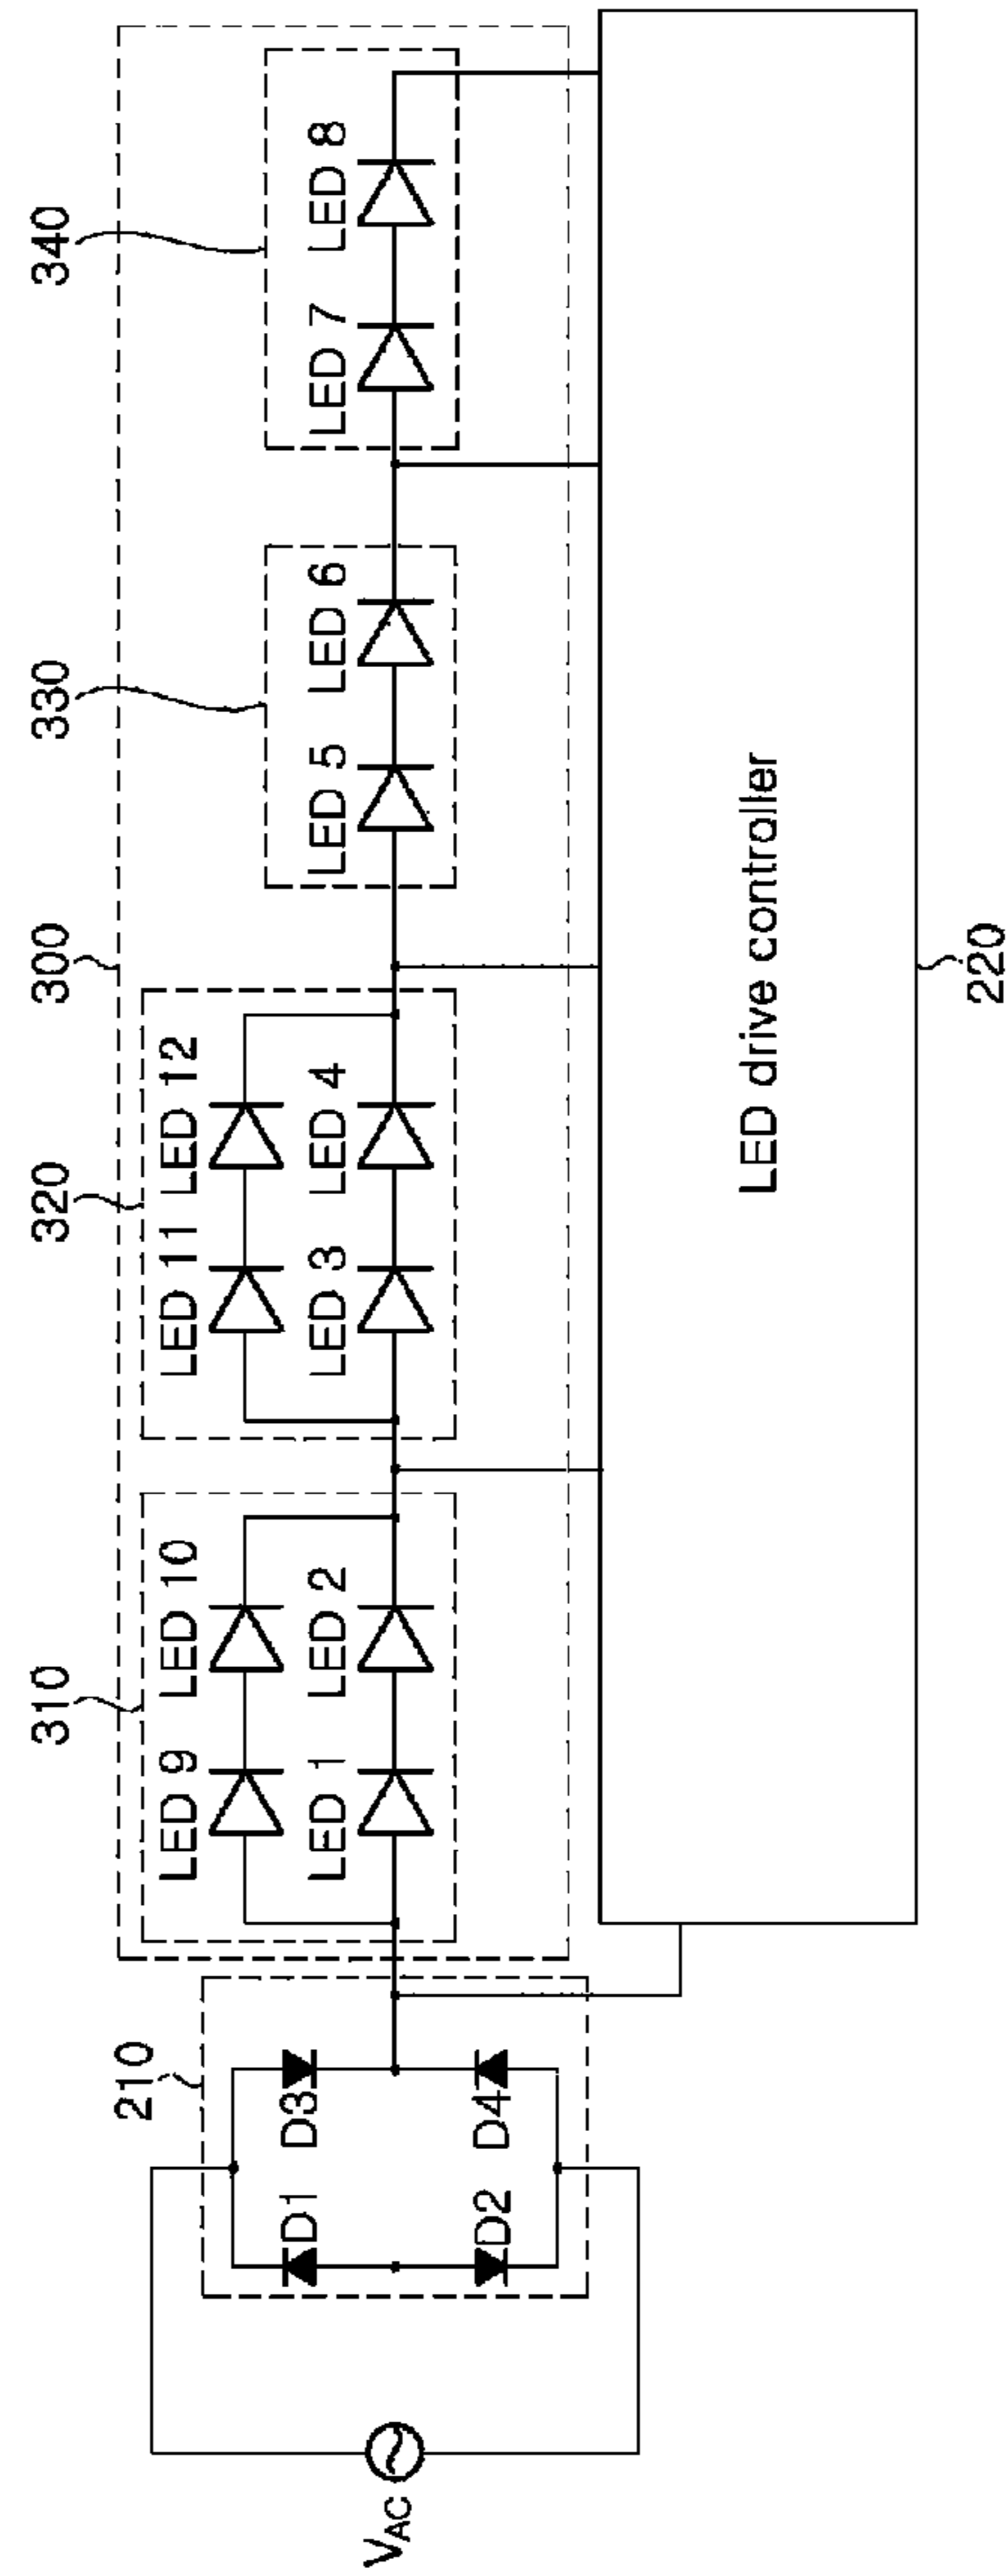 300
310
320
330
340
LED 9
LED 10
LED 11
LED 12
LED 1
LED 2
LED 3
LED 4
LED 5
LED 6
LED 7
LED 8
210
D1
D3
D2
D4
VAC
LED drive controller
220